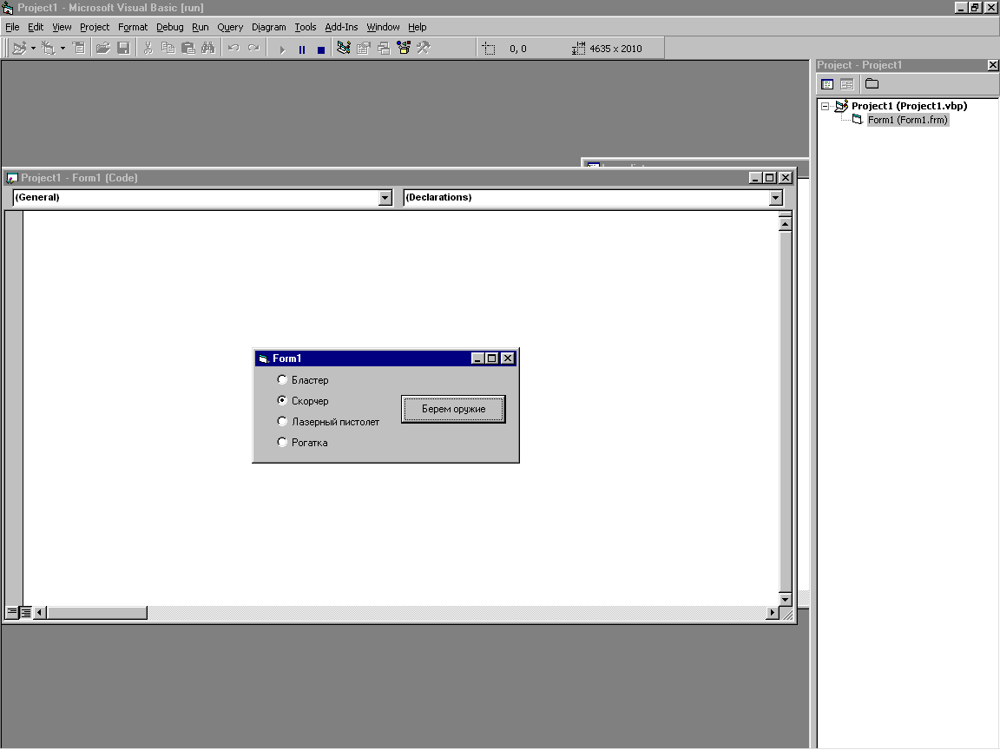 Project1 - Microsoft Visual Basic [run]
File Edit View Project Format Debug Run Query Diagram Tools Add-Ins Window Help
0, 0 4635 x 2010
Project - Project1
Project1 (Project1.vbp)
Form1 (Form1.frm)
Project1 - Form1 (Code)
(General) (Declarations)
Form1
Бластер
Скорчер
Берем оружие
Лазерный пистолет
Рогатка